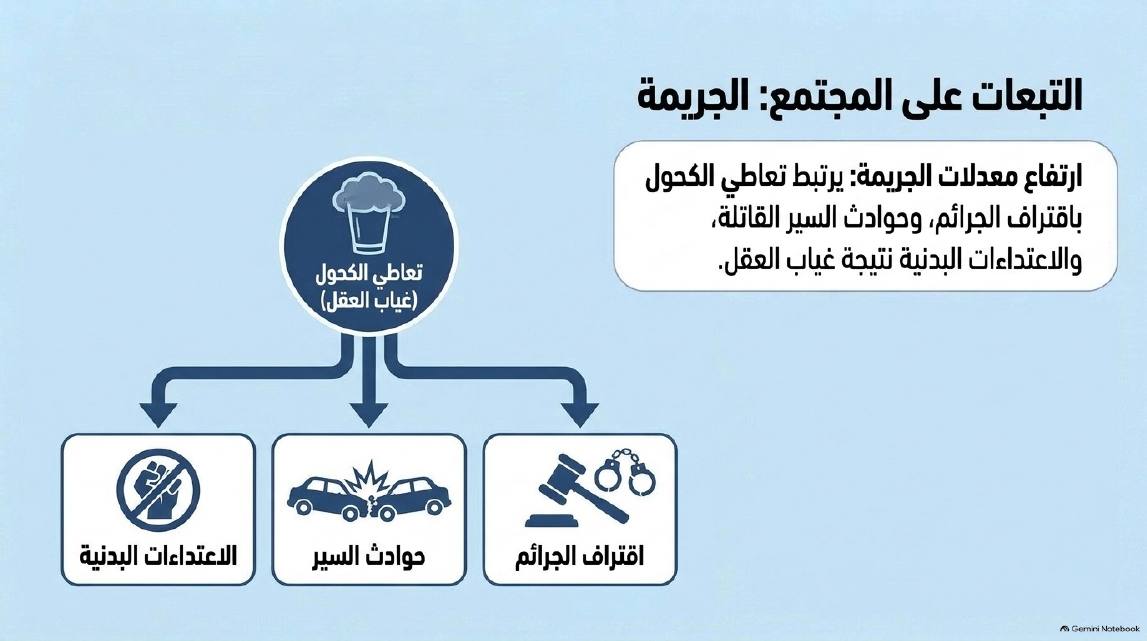 التبعات على المجتمع: الجريمة
ارتفاع معدلات الجريمة: يرتبط تعاطي الكحول
باقتراف الجرائم، وحوادث السير القاتلة،
والاعتداءات البدنية نتيجة غياب العقل.
تعاطي الكحول
(غياب العقل)
اقتراف الجرائم
حوادث السير
الاعتداءات البدنية
Gemini Notebook